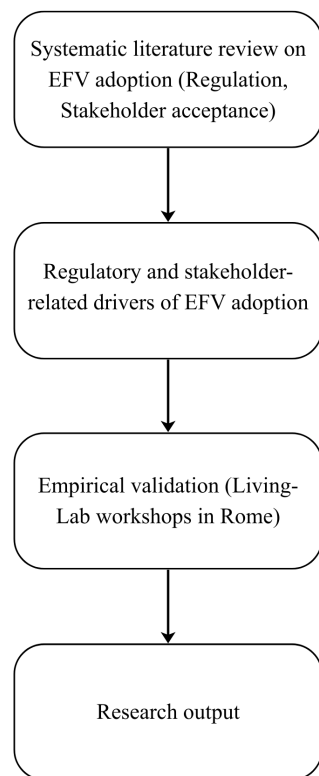 Systematic literature review on
EFV adoption (Regulation,
Stakeholder acceptance)
Regulatory and stakeholder-
related drivers of EFV adoption
Empirical validation (Living-
Lab workshops in Rome)
Research output